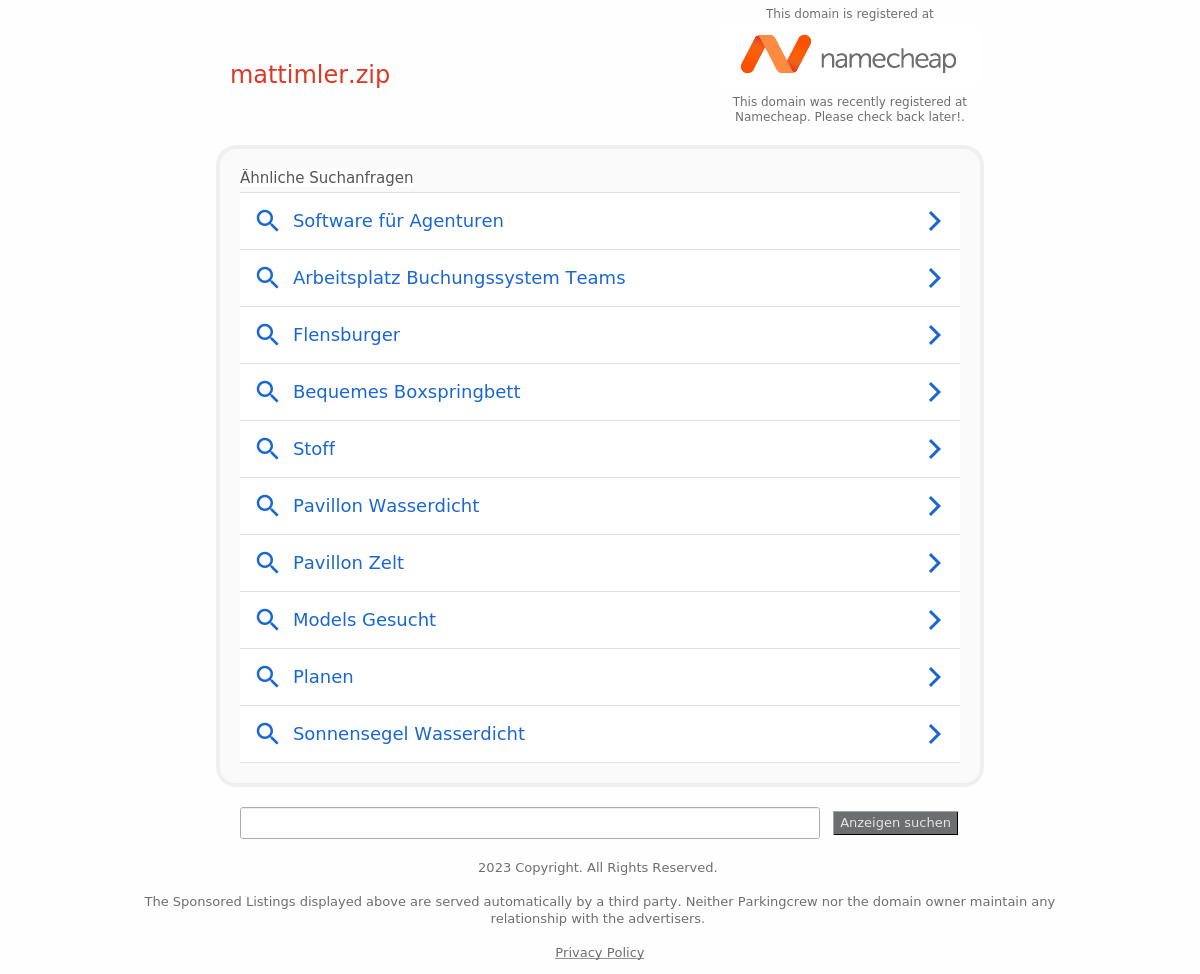 This domain is registered at
namecheap
mattimler.zip
This domain was recently registered at
Namecheap. Please check back later!.
Ähnliche Suchanfragen
Software für Agenturen
Arbeitsplatz Buchungssystem Teams
Flensburger
Bequemes Boxspringbett
Stoff
Pavillon Wasserdicht
Pavillon Zelt
Models Gesucht
Planen
Sonnensegel Wasserdicht
Anzeigen suchen
2023 Copyright. All Rights Reserved.
The Sponsored Listings displayed above are served automatically by a third party. Neither Parkingcrew nor the domain owner maintain any
relationship with the advertisers.
Privacy Policy